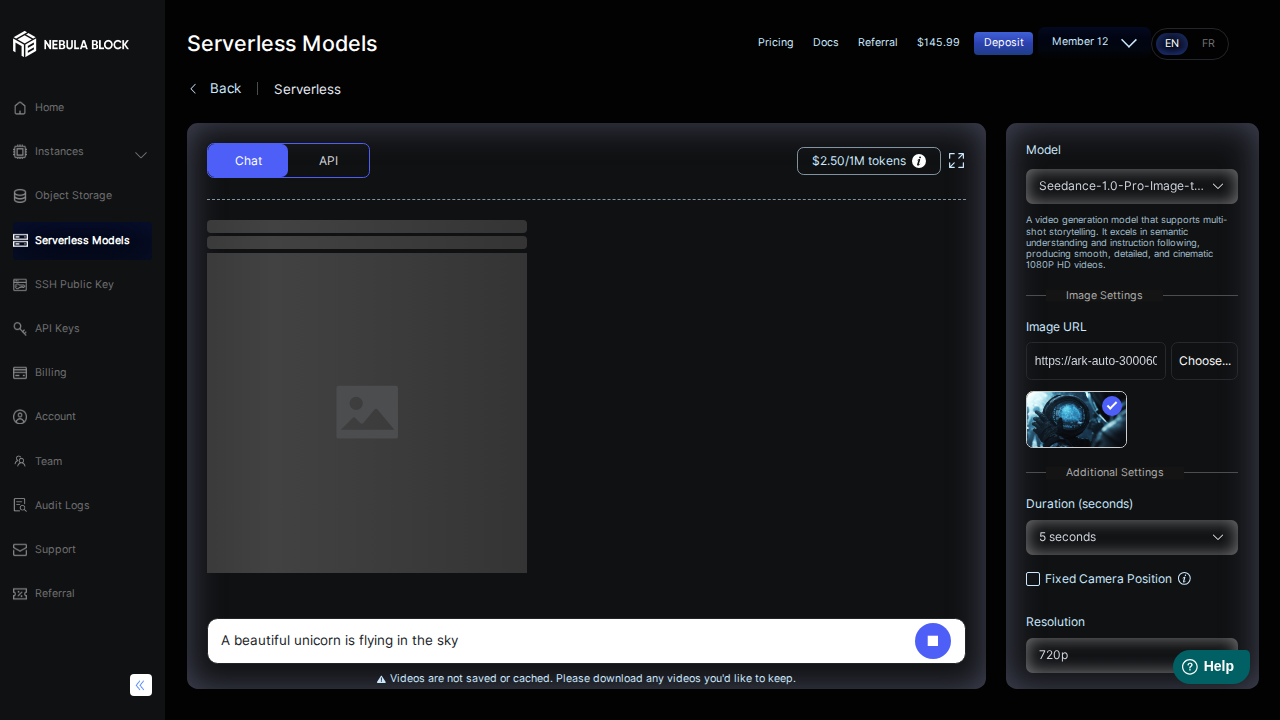 NEBULA BLOCK
Home
Instances
Object Storage
Serverless Models
SSH Public Key
API Keys
Billing
Account
Team
Audit Logs
Support
Referral
Serverless Models
Pricing
Docs
Referral
$145.99
Deposit
Member 12
EN
FR
Back
Serverless
Chat
API
$2.50/1M tokens
A beautiful unicorn is flying in the sky
Videos are not saved or cached. Please download any videos you'd like to keep.
Model
Seedance-1.0-Pro-Image-t...
A video generation model that supports multi-
shot storytelling. It excels in semantic
understanding and instruction following,
producing smooth, detailed, and cinematic
1080P HD videos.
Image Settings
Image URL
https://ark-auto-300060
Choose...
Additional Settings
Duration (seconds)
5 seconds
Fixed Camera Position
Resolution
720p
Help